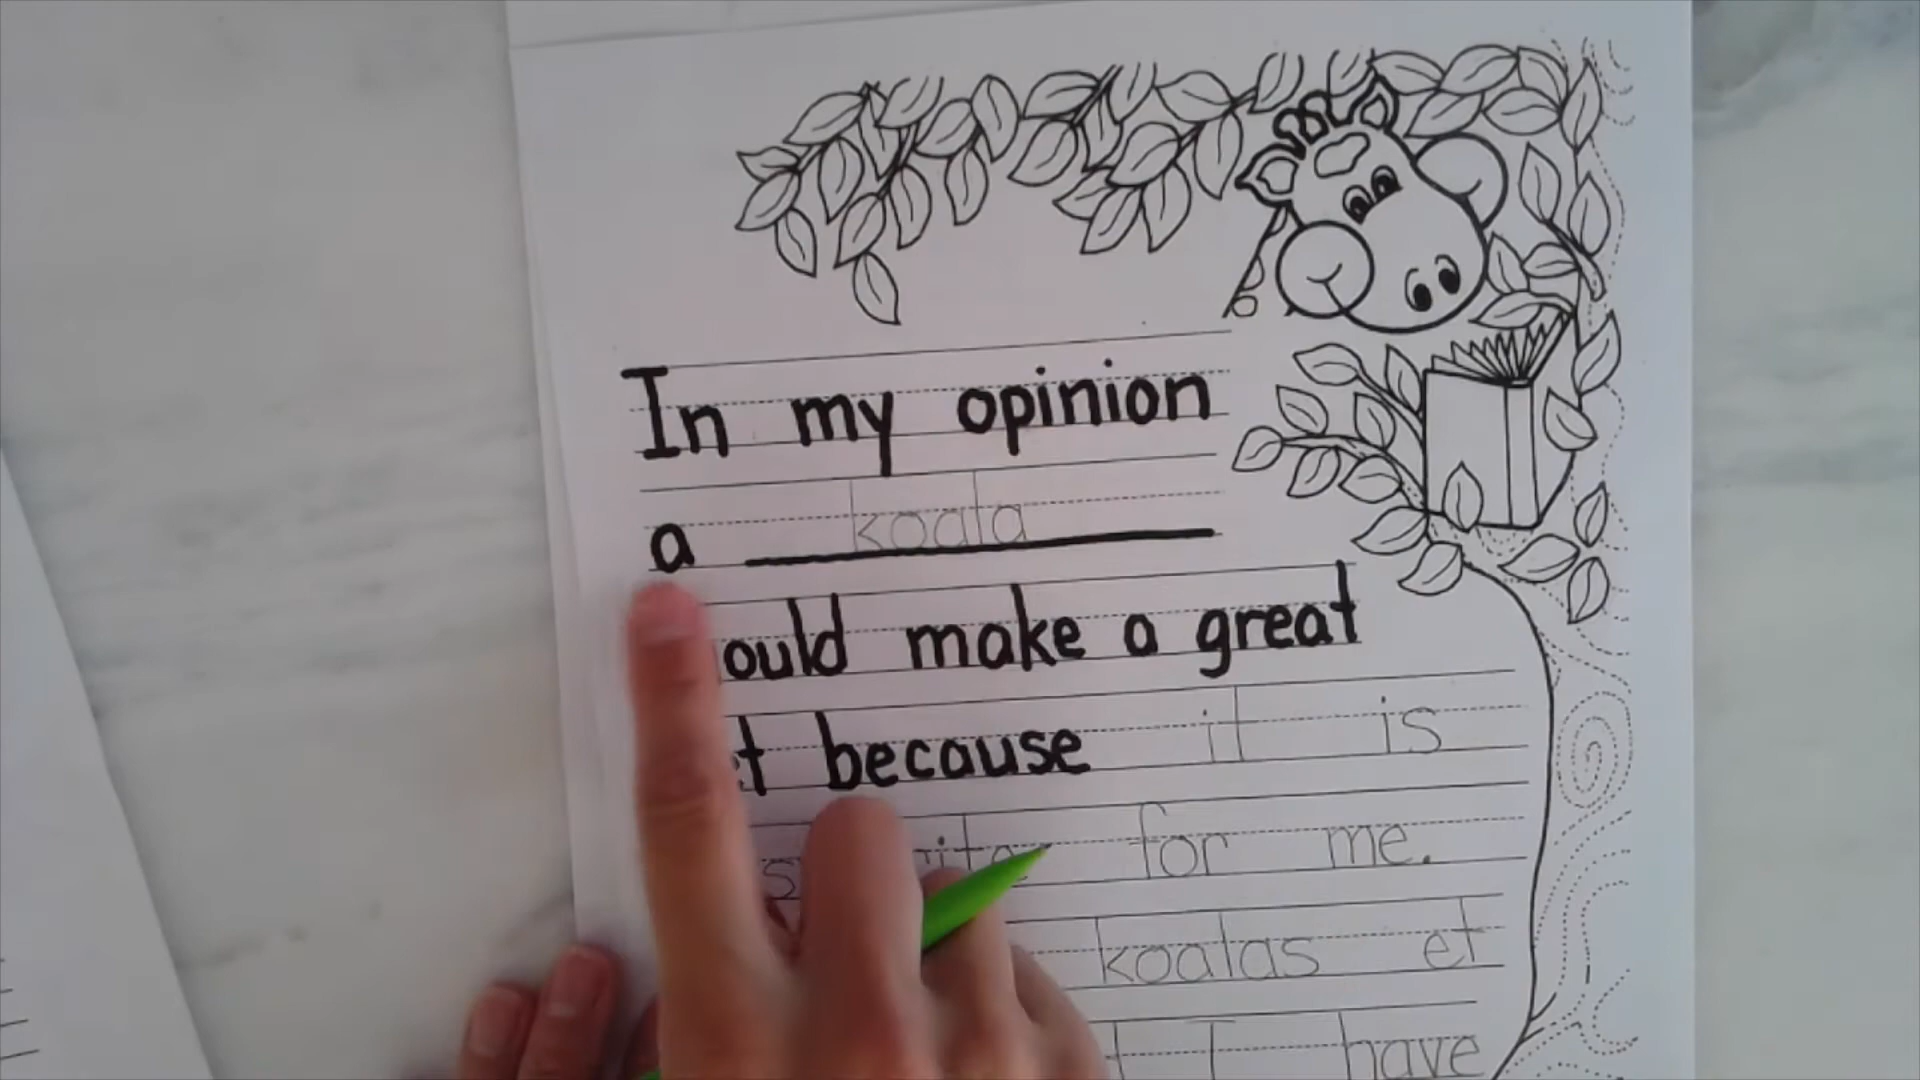 In my opinion
a koala
ould make a great
t because it is
for me.
koalas et
I have